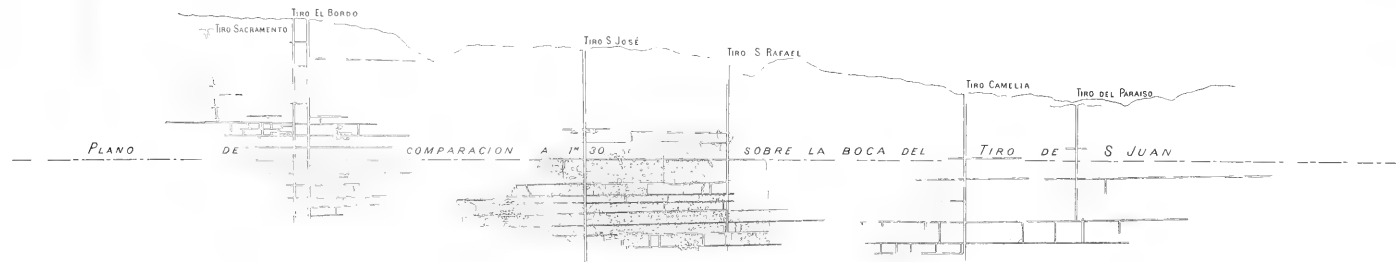 TIRO EL BORDO
TIRO SACRAMENTO
TIRO S JOSÉ
TIRO S RAFAEL
TIRO CAMELIA
TIRO DEL PARAISO
PLANO DE COMPARACION A 1ᵐ 30 SOBRE LA BOCA DEL TIRO DE S JUAN